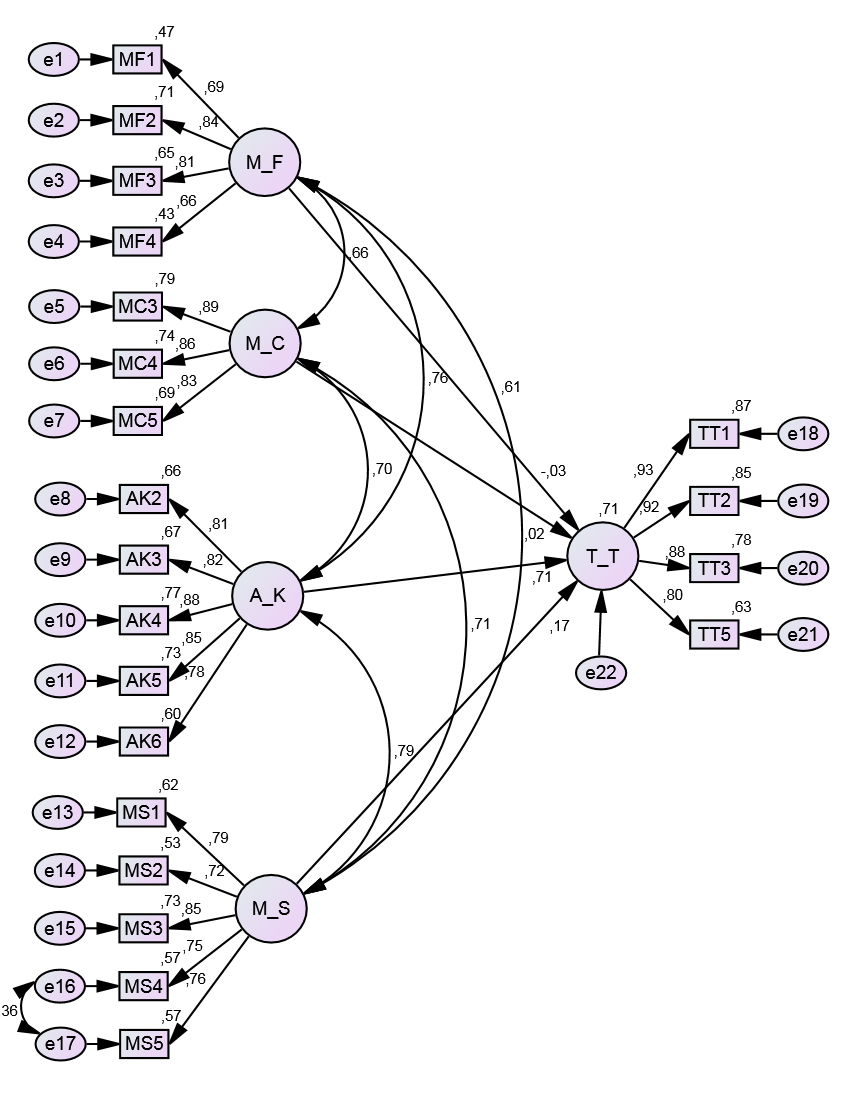 ,47
e1 MF1
,69
,71
e2 MF2 ,84
M_F
,65 ,81
e3 MF3
,43 ,66
e4 MF4
,66
,79
e5 MC3 ,89
M_C
,74 ,86
e6 MC4
,69 ,83
e7 MC5
,76 ,61
,87
TT1 e18
,66 ,70 -,03 ,93
,85
e8 AK2
,71 ,92 TT2 e19
,81
,67 ,02
e9 AK3 ,82
T_T ,88 ,78
TT3 e20
,77 ,88 A_K ,71
e10 AK4
,80 ,63
,71 ,17 TT5 e21
,73 ,85
e11 AK5 ,78
e22
,60
e12 AK6
,79
,62
e13 MS1
,79
,53
e14 MS2 ,72
,73 ,85 M_S
e15 MS3
,57 ,75
e16 MS4 ,76
36
,57
e17 MS5